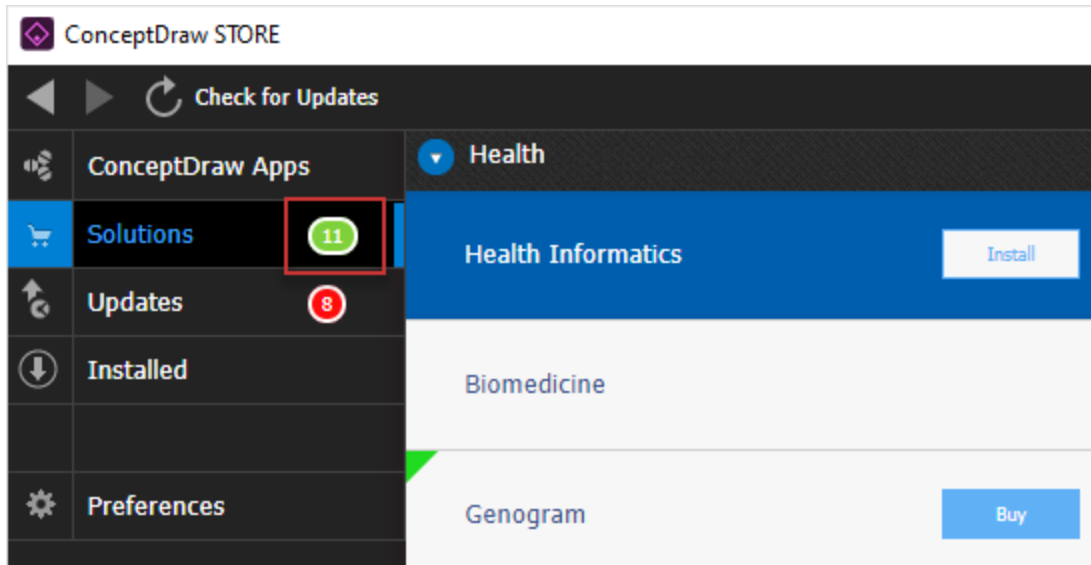 ConceptDraw STORE
Check for Updates
ConceptDraw Apps
Solutions 11
Updates 8
Installed
Preferences
Health
Health Informatics Install
Biomedicine
Genogram Buy